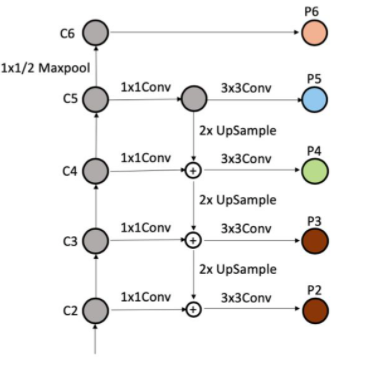 P6
C6
1x1/2 Maxpool
P5
1x1Conv
3x3Conv
C5
2x UpSample
P4
1x1Conv
3x3Conv
C4
+
2x UpSample
P3
1x1Conv
3x3Conv
C3
+
2x UpSample
P2
1x1Conv
3x3Conv
C2
+